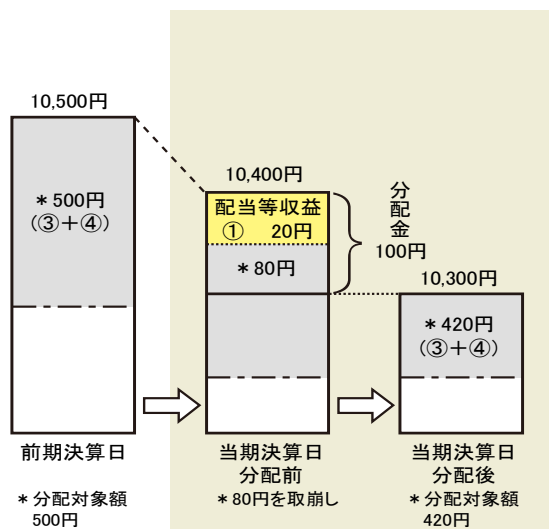 10,500円
＊500円
(③＋④)
前期決算日
＊分配対象額
500円
10,400円
配当等収益
① 20円
＊80円
分配金
100円
当期決算日
分配前
＊80円を取崩し
10,300円
＊420円
(③＋④)
当期決算日
分配後
＊分配対象額
420円